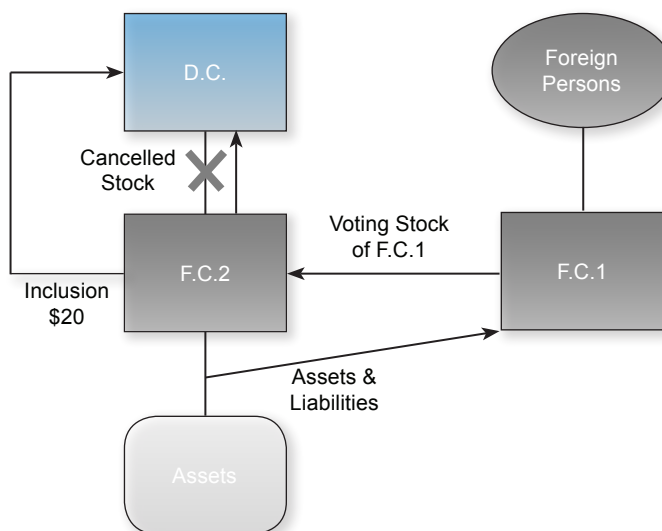 D.C.
Foreign
Persons
Cancelled
Stock
Voting Stock
of F.C.1
F.C.2
F.C.1
Inclusion
$20
Assets &
Liabilities
Assets